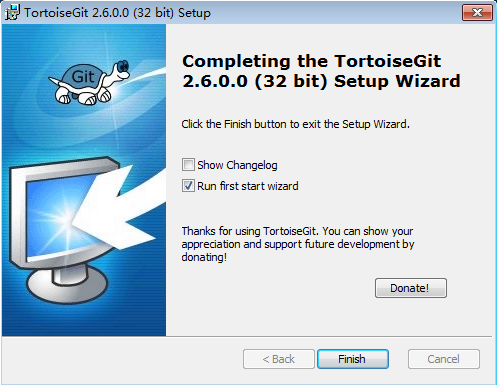 TortoiseGit 2.6.0.0 (32 bit) Setup
Git
Completing the TortoiseGit
2.6.0.0 (32 bit) Setup Wizard
Click the Finish button to exit the Setup Wizard.
Show Changelog
Run first start wizard
Thanks for using TortoiseGit. You can show your
appreciation and support future development by
donating!
Donate!
< Back Finish Cancel